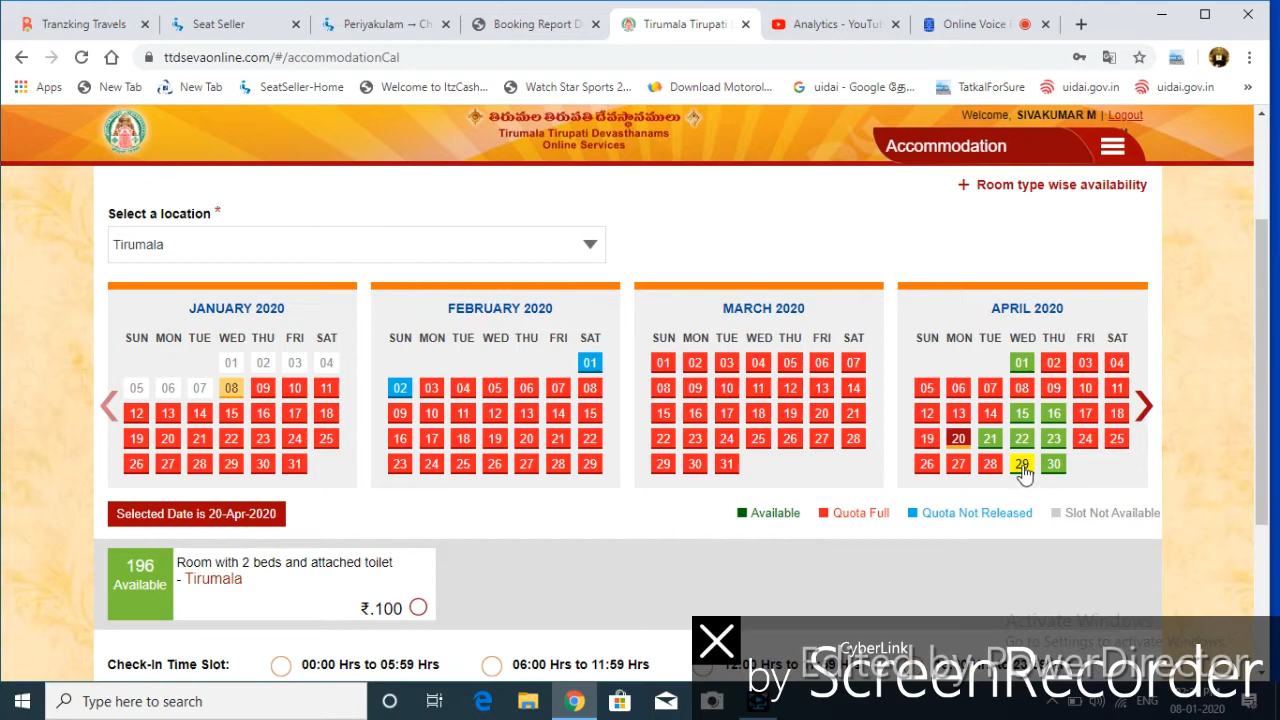 Tranzking Travels
Seat Seller
Periyakulam → Ch
Booking Report D
Tirumala Tirupati
Analytics - YouTu
Online Voice
ttdsevaonline.com/#/accommodationCal
Apps
New Tab
New Tab
SeatSeller-Home
Welcome to ItzCash...
Watch Star Sports 2...
Download Motorol...
uidai - Google தே...
TatkalForSure
uidai.gov.in
uidai.gov.in
»
తిరుమల తిరుపతి దేవస్థానములు
Tirumala Tirupati Devasthanams
Online Services
Welcome, SIVAKUMAR M | Logout
Accommodation
+ Room type wise availability
Select a location *
Tirumala
JANUARY 2020
SUN MON TUE WED THU FRI SAT
01 02 03 04
05 06 07 08 09 10 11
12 13 14 15 16 17 18
19 20 21 22 23 24 25
26 27 28 29 30 31
FEBRUARY 2020
SUN MON TUE WED THU FRI SAT
01
02 03 04 05 06 07 08
09 10 11 12 13 14 15
16 17 18 19 20 21 22
23 24 25 26 27 28 29
MARCH 2020
SUN MON TUE WED THU FRI SAT
01 02 03 04 05 06 07
08 09 10 11 12 13 14
15 16 17 18 19 20 21
22 23 24 25 26 27 28
29 30 31
APRIL 2020
SUN MON TUE WED THU FRI SAT
01 02 03 04
05 06 07 08 09 10 11
12 13 14 15 16 17 18
19 20 21 22 23 24 25
26 27 28 29 30
Selected Date is 20-Apr-2020
Available
Quota Full
Quota Not Released
Slot Not Available
196
Available
Room with 2 beds and attached toilet
- Tirumala
₹.100
Activate Windows
Go to Settings to activate Windows.
Check-in Time Slot:
00:00 Hrs to 05:59 Hrs
06:00 Hrs to 11:59 Hrs
CyberLink
Edited by PowerDirector
by ScreenRecorder
Type here to search
ENG
08-01-2020